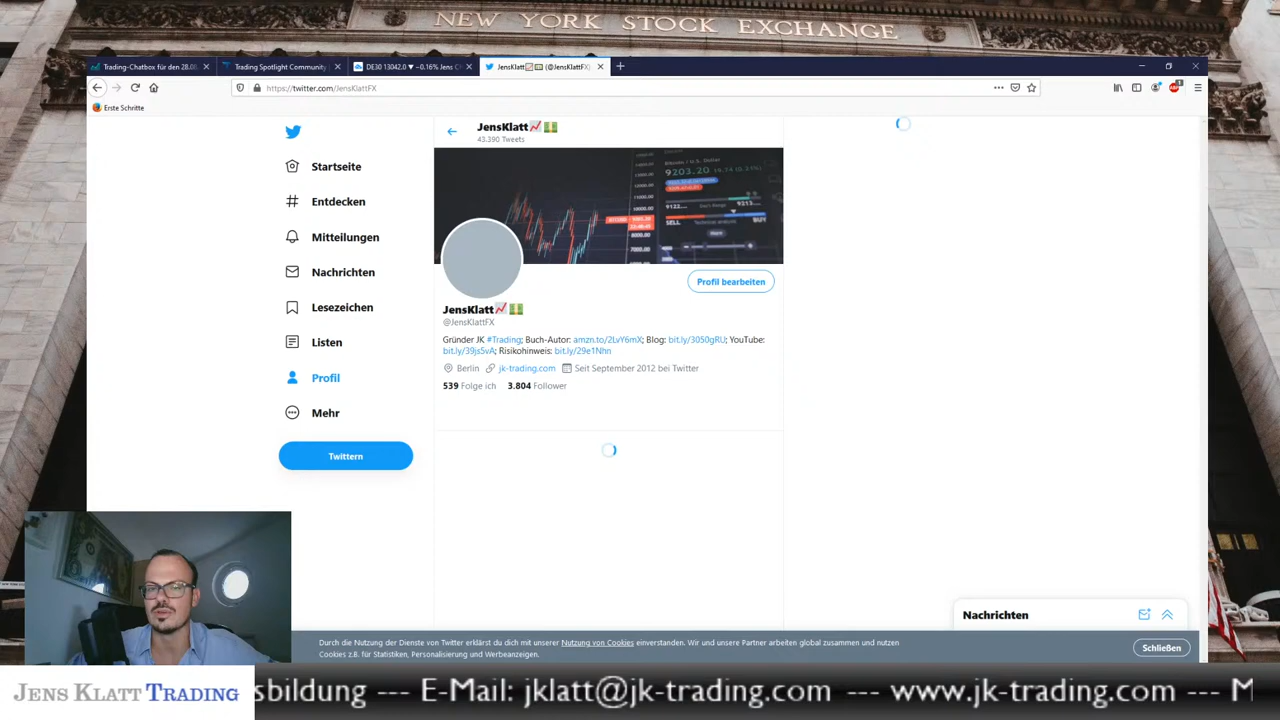 NEW YORK STOCK EXCHANGE
Trading-Chatbox für den 28.0
Trading Spotlight Community
DE30 13042,0 ▼ −0.16% Jens
JensKlatt (@JensKlattFX)
https://twitter.com/JensKlattFX
Erste Schritte
JensKlatt
43.390 Tweets
Startseite
Entdecken
Mitteilungen
Nachrichten
Lesezeichen
Listen
Profil
Mehr
Twittern
Bitcoin / U.S. Dollar
9203.20
SELL
BUY
Profil bearbeiten
JensKlatt
@JensKlattFX
Gründer JK #Trading; Buch-Autor: amzn.to/2LvY6mX; Blog: bit.ly/3050gRU; YouTube:
bit.ly/39js5vA; Risikohinweis: bit.ly/29e1Nhn
Berlin jk-trading.com Seit September 2012 bei Twitter
539 Folge ich 3.804 Follower
Nachrichten
Durch die Nutzung der Dienste von Twitter erklärst du dich mit unserer Nutzung von Cookies einverstanden. Wir und unsere Partner arbeiten global zusammen und nutzen
Cookies z.B. für Statistiken, Personalisierung und Werbeanzeigen.
Schließen
JENS KLATT TRADING
sbildung --- E-Mail: jklatt@jk-trading.com --- www.jk-trading.com --- M